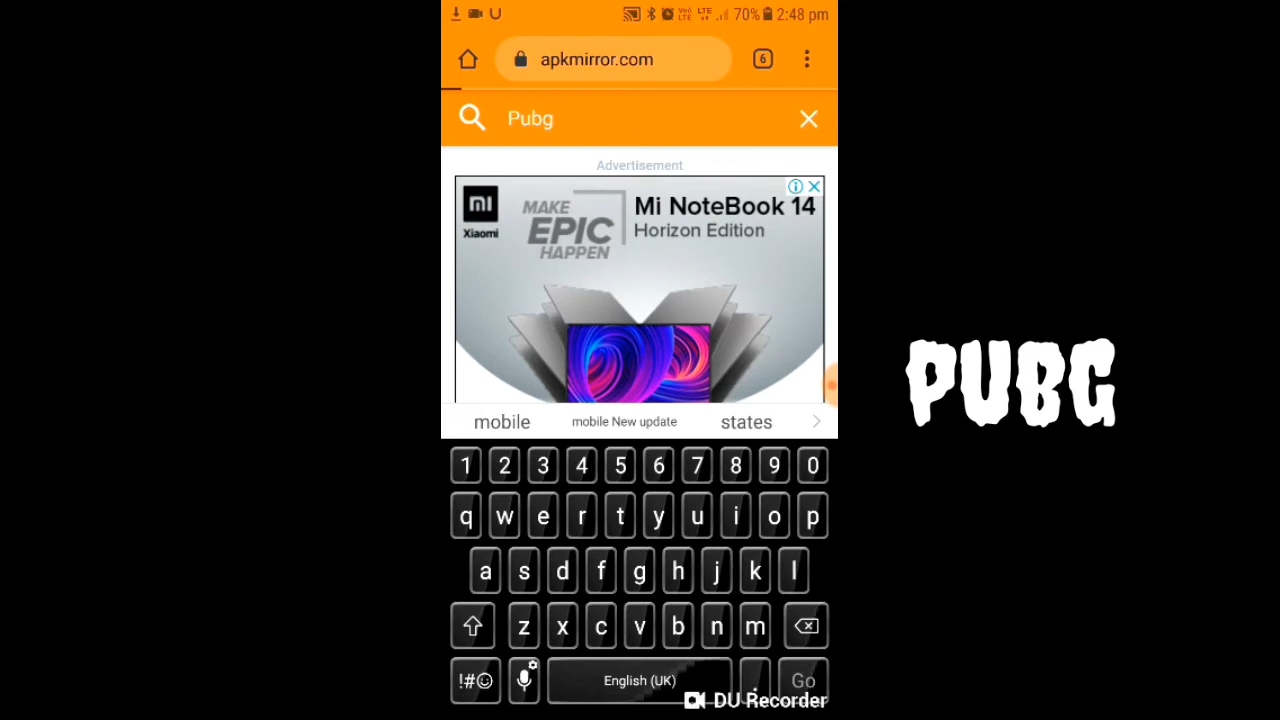 70% 2:48 pm
apkmirror.com 6
Pubg
Advertisement
mi
Xiaomi
MAKE
EPIC
HAPPEN
Mi NoteBook 14
Horizon Edition
mobile mobile New update states
1 2 3 4 5 6 7 8 9 0
q w e r t y u i o p
a s d f g h j k l
z x c v b n m
!#☺ English (UK) . Go
DU Recorder
PUBG